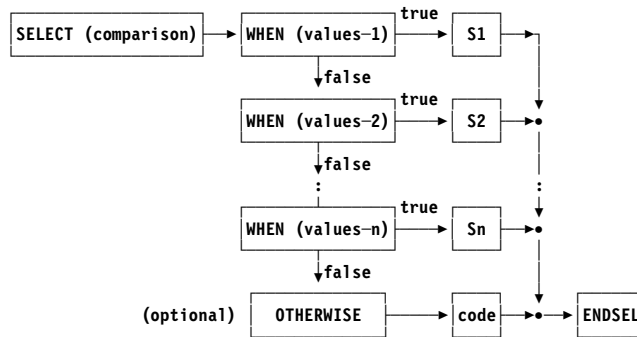 true
SELECT (comparison) WHEN (values—1) S1
false
true
WHEN (values—2) S2
false
: :
true
WHEN (values—n) Sn
false
(optional) OTHERWISE code ENDSEL